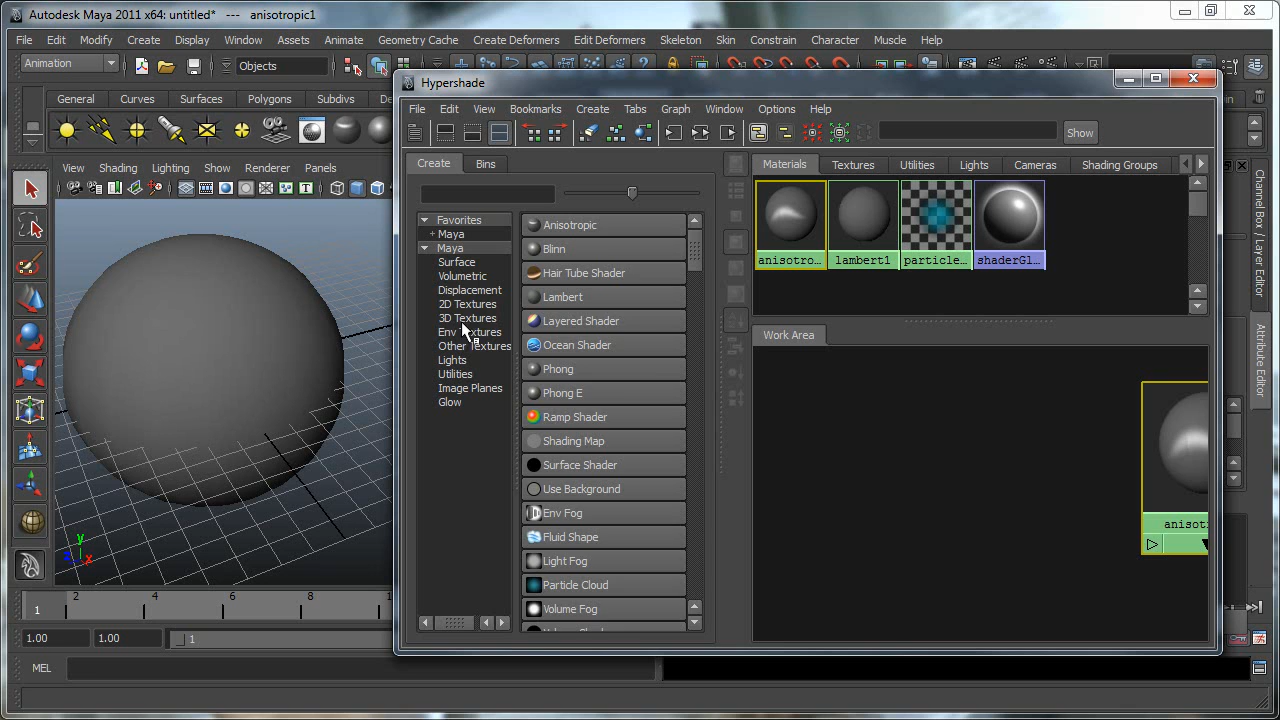 Autodesk Maya 2011 x64: untitled* --- anisotropic1
File Edit Modify Create Display Window Assets Animate Geometry Cache Create Deformers Edit Deformers Skeleton Skin Constrain Character Muscle Help
Animation Objects
General Curves Surfaces Polygons Subdivs
View Shading Lighting Show Renderer Panels
Hypershade
File Edit View Bookmarks Create Tabs Graph Window Options Help
Show
Create Bins
Materials Textures Utilities Lights Cameras Shading Groups
Favorites
+ Maya
Maya
Surface
Volumetric
Displacement
2D Textures
3D Textures
Env Textures
Other Textures
Lights
Utilities
Image Planes
Glow
Anisotropic
Blinn
Hair Tube Shader
Lambert
Layered Shader
Ocean Shader
Phong
Phong E
Ramp Shader
Shading Map
Surface Shader
Use Background
Env Fog
Fluid Shape
Light Fog
Particle Cloud
Volume Fog
anisotro... lambert1 particle... shaderGl...
Work Area
anisot
Channel Box / Layer Editor
Attribute Editor
y
z x
1 2 4 6 8
1.00 1.00 1
MEL